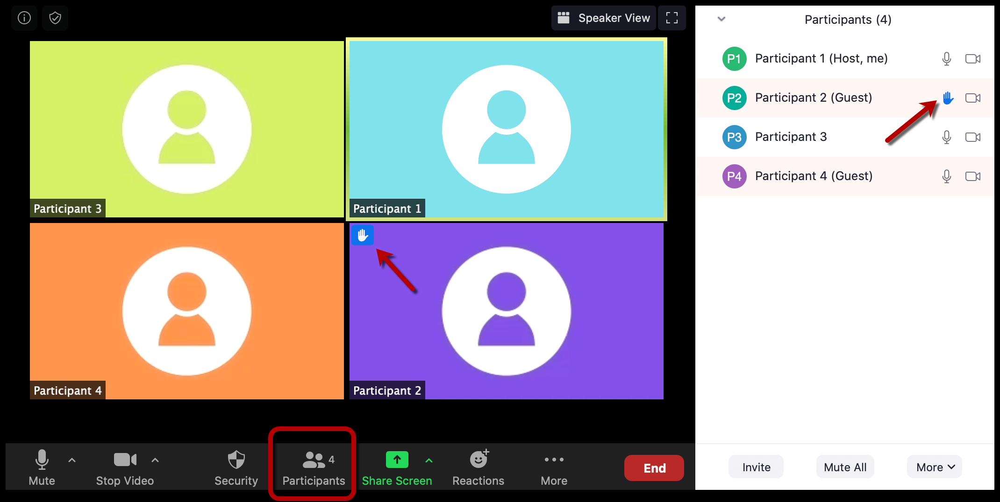 Speaker View
Participant 3
Participant 1
Participant 4
Participant 2
Mute
Stop Video
Security
4
Participants
Share Screen
Reactions
More
End
Participants (4)
P1 Participant 1 (Host, me)
P2 Participant 2 (Guest)
P3 Participant 3
P4 Participant 4 (Guest)
Invite
Mute All
More